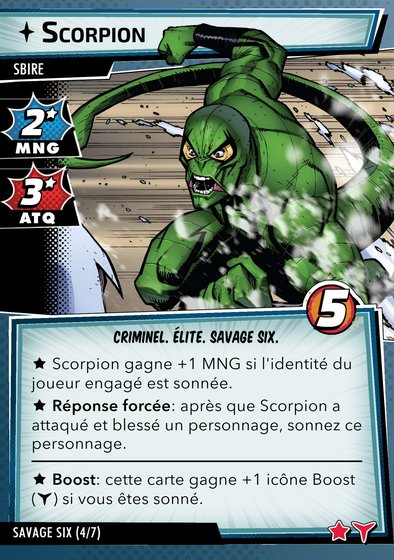 SCORPION
SBIRE
2
MNG
3
ATQ
5
CRIMINEL. ÉLITE. SAVAGE SIX.
★ Scorpion gagne +1 MNG si l'identité du
joueur engagé est sonnée.
★ Réponse forcée: après que Scorpion a
attaqué et blessé un personnage, sonnez ce
personnage.
★ Boost: cette carte gagne +1 icône Boost
() si vous êtes sonné.
SAVAGE SIX (4/7)